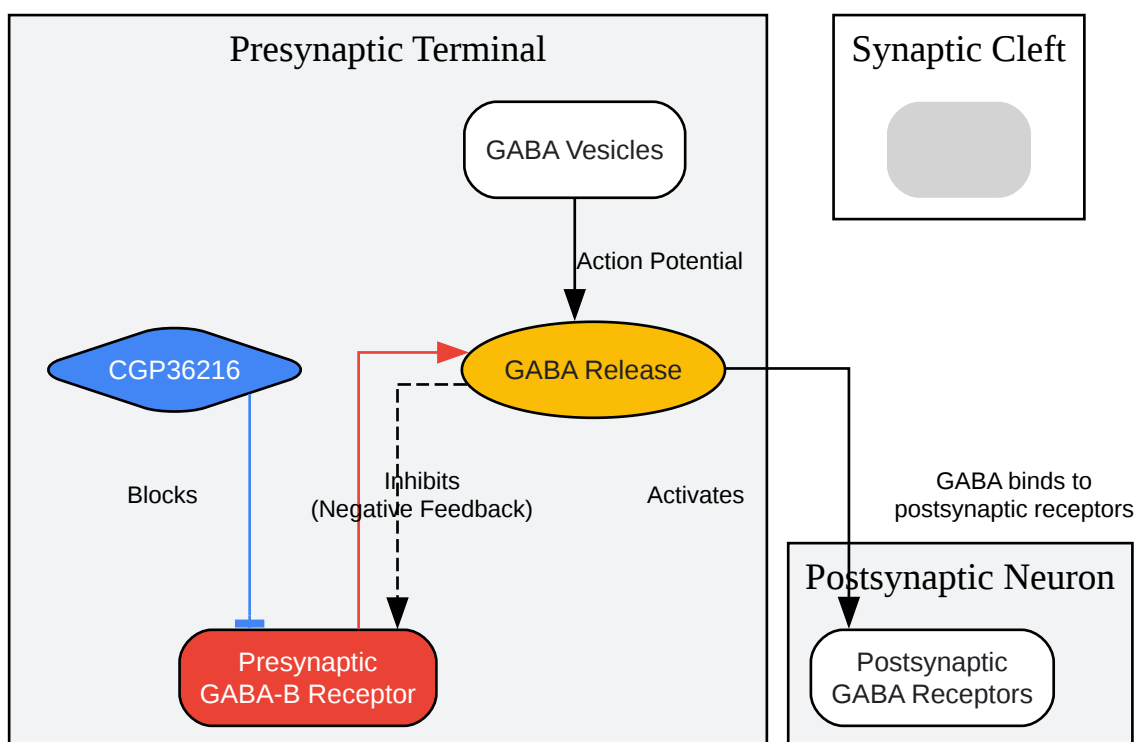 Presynaptic Terminal
Synaptic Cleft
GABA Vesicles
Action Potential
CGP36216
GABA Release
Blocks
Inhibits
(Negative Feedback)
Activates
GABA binds to
postsynaptic receptors
Postsynaptic Neuron
Presynaptic
GABA-B Receptor
Postsynaptic
GABA Receptors